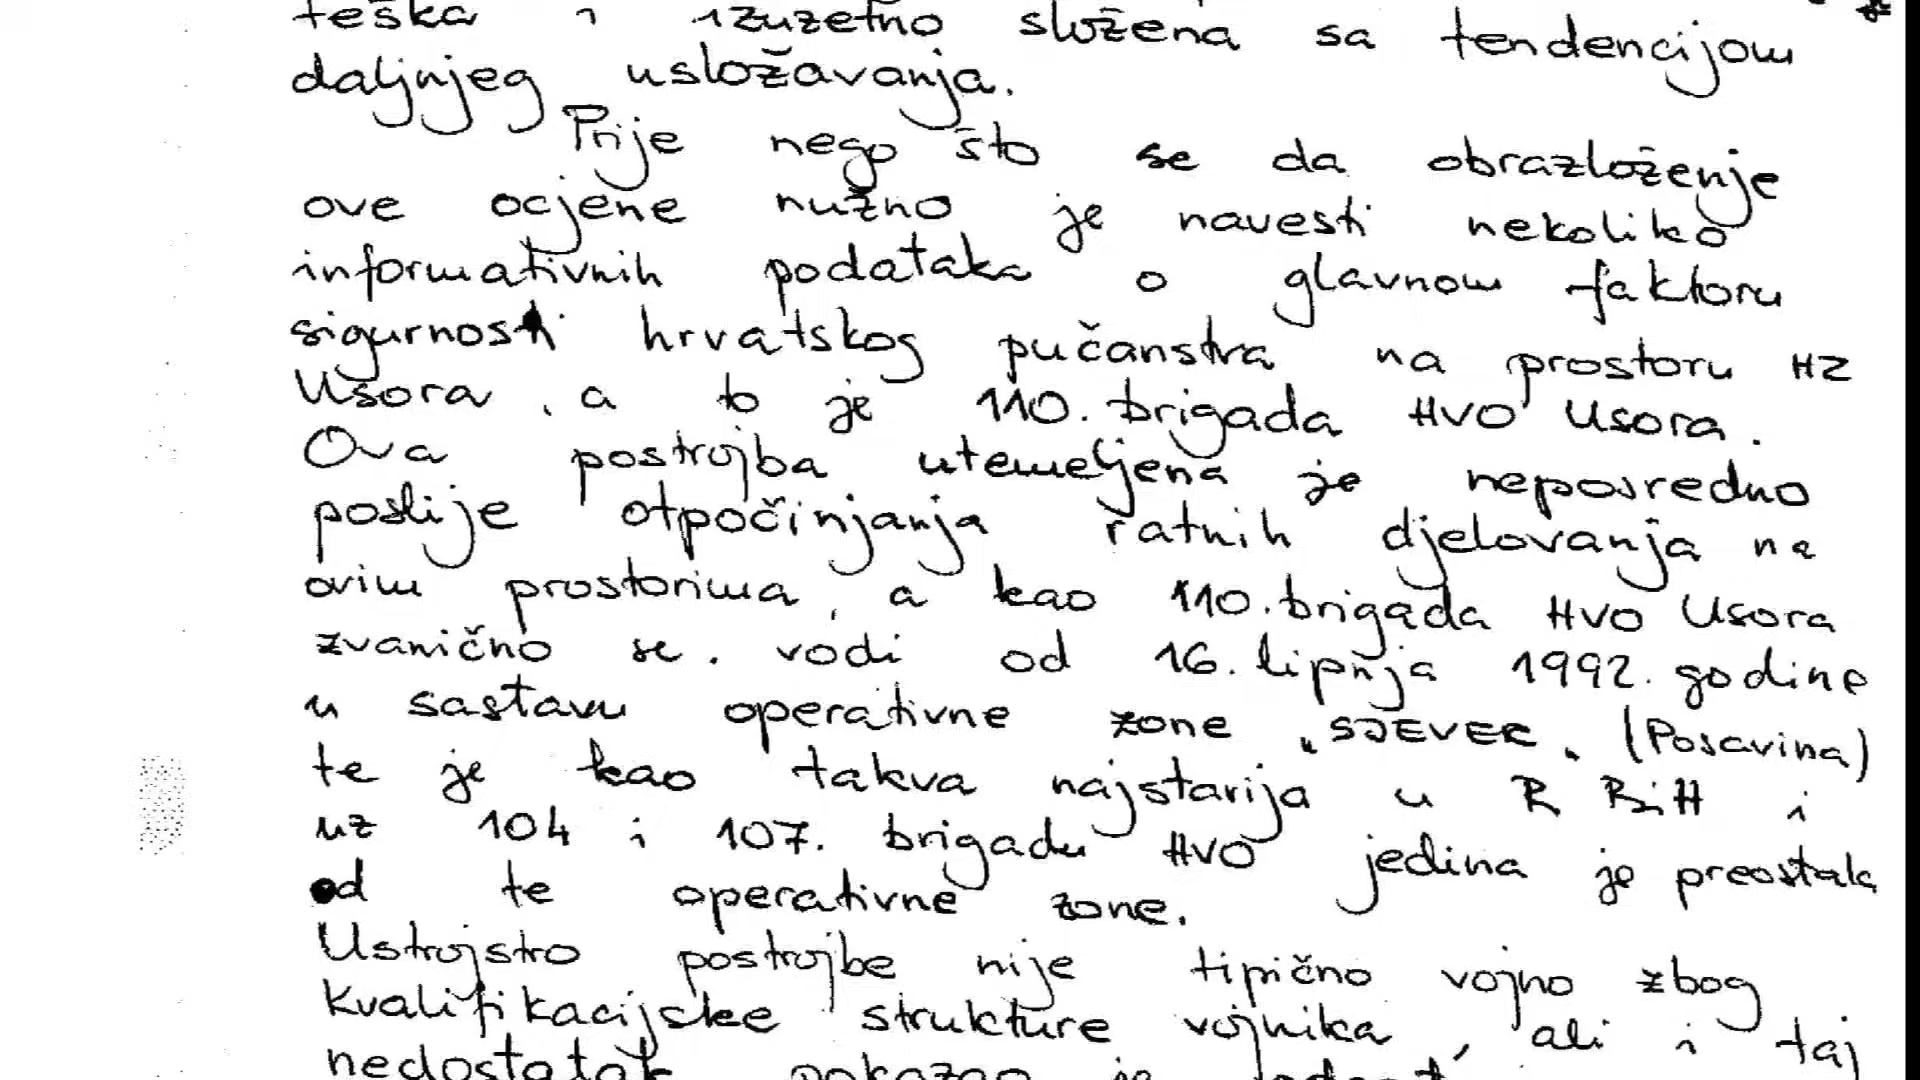 teška i izuzetno složena sa tendencijom
daljnjeg usložavanja.
Prije nego što se da obrazloženje
ove ocjene nužno je navesti nekoliko
informativnih podataka o glavnom faktoru
sigurnosti hrvatskog pučanstva na prostoru HZ
Usora, a to je 110. brigada HVO Usora.
Ova postrojba utemeljena je neposredno
poslije otpočinjanja ratnih djelovanja na
ovim prostorima, a kao 110. brigada HVO Usora
zvanično se. vodi od 16. lipnja 1992. godine
u sastavu operativne zone "SJEVER" (Posavina)
te je kao takva najstarija u R BiH i
uz 104 i 107. brigadu HVO jedina je preostala
od te operativne zone.
Ustrojstro postrojbe nije tipično vojno zbog
kvalifikacijske strukture vojnika, ali i taj
nedostatak pokazao je